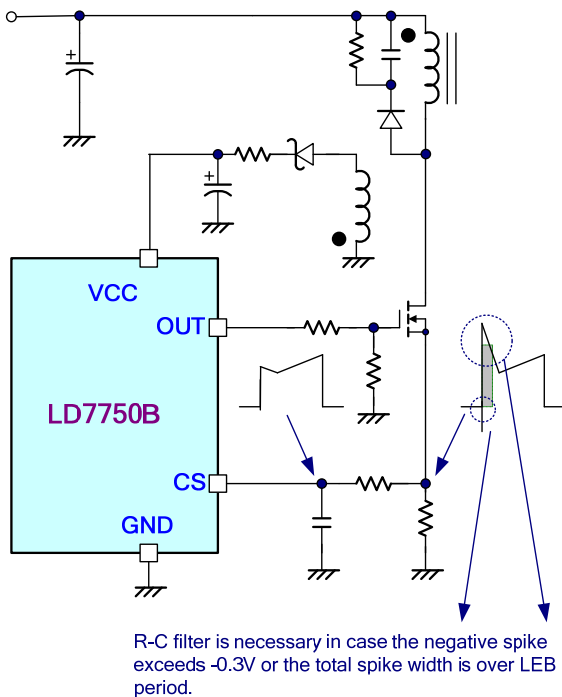 +
+
VCC
OUT
LD7750B
CS
GND
R-C filter is necessary in case the negative spike
exceeds -0.3V or the total spike width is over LEB
period.